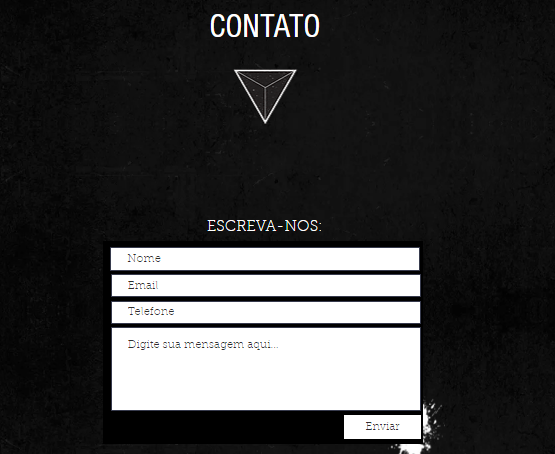 CONTATO
ESCREVA-NOS:
Nome
Email
Telefone
Digite sua mensagem aqui...
Enviar